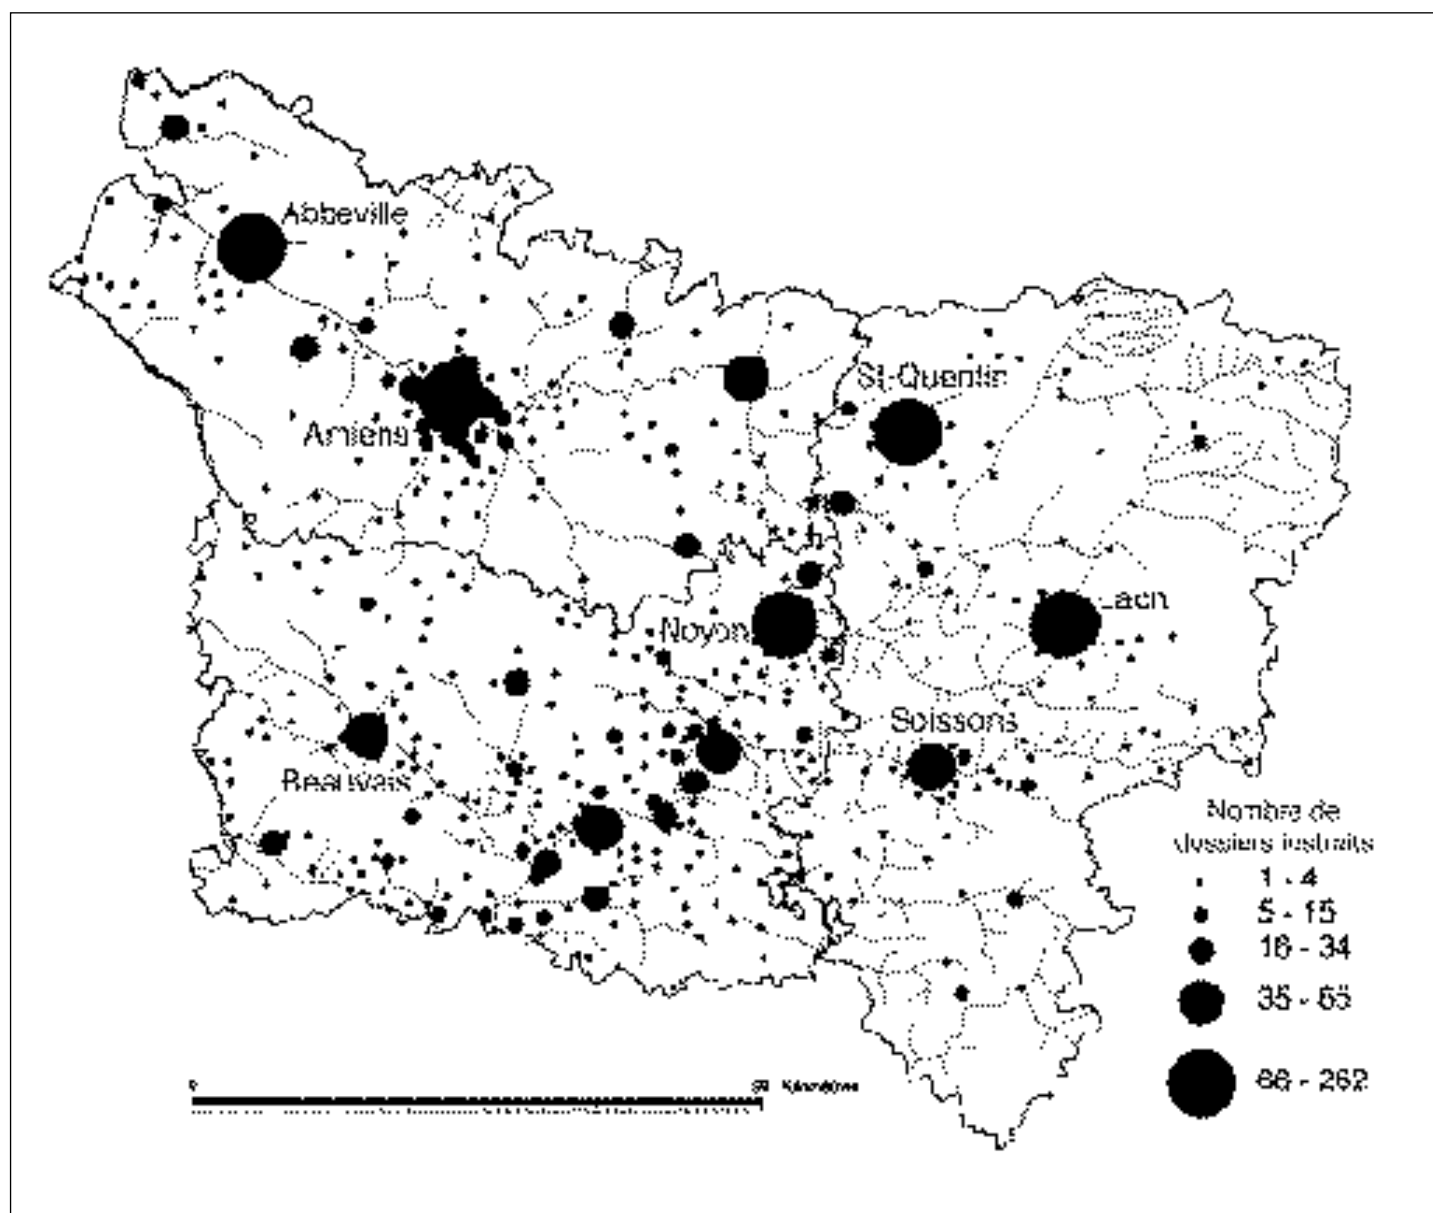 Abbeville
St-Quentin
Amiens
Laon
Noyon
Soissons
Beauvais
Nombre de
dossiers instruits
1 - 4
5 - 15
16 - 34
35 - 65
66 - 262
0
50 Kilomètres